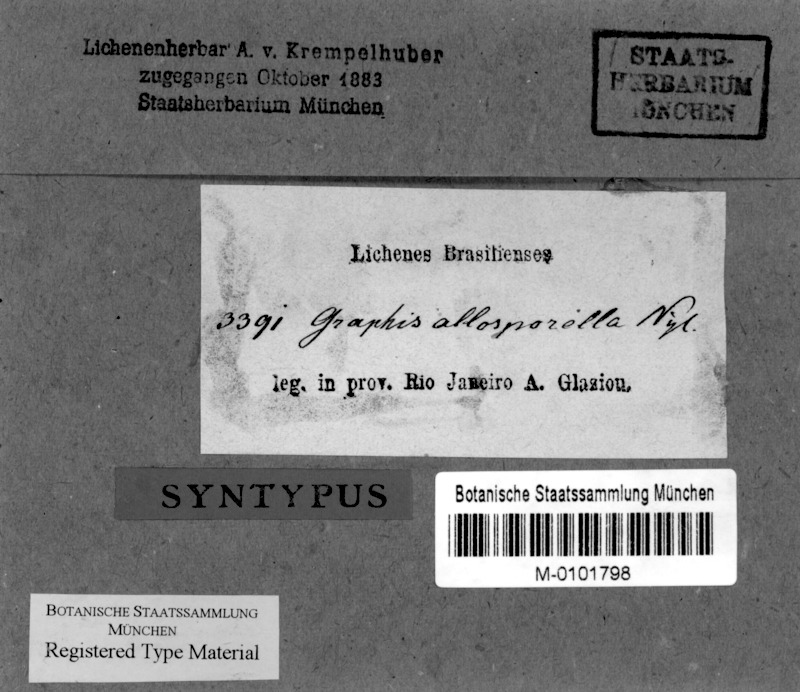 Lichenenherbar A. v. Krempelhuber
zugegangen Oktober 1883
Staatsherbarium München
STAATS-
HERBARIUM
MÜNCHEN
Lichenes Brasilienses
3391 Graphis allosporella Nyl.
leg. in prov. Rio Janeiro A. Glaziou.
SYNTYPUS
Botanische Staatssammlung München
M-0101798
BOTANISCHE STAATSSAMMLUNG
MÜNCHEN
Registered Type Material